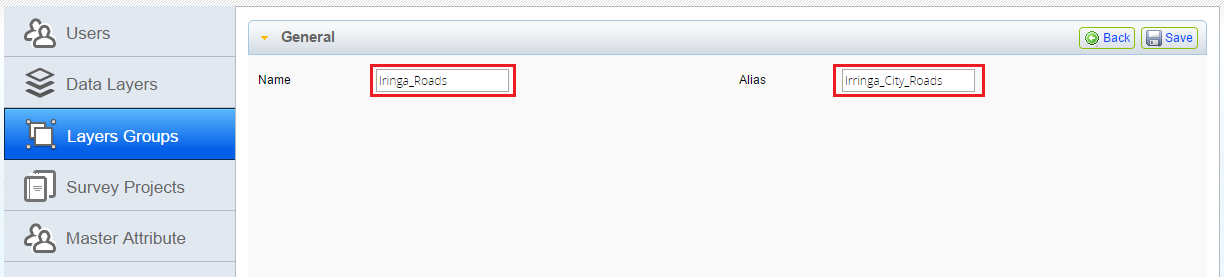 Users
Data Layers
Layers Groups
Survey Projects
Master Attribute
General
Back
Save
Name
Iringa_Roads
Alias
Irringa_City_Roads